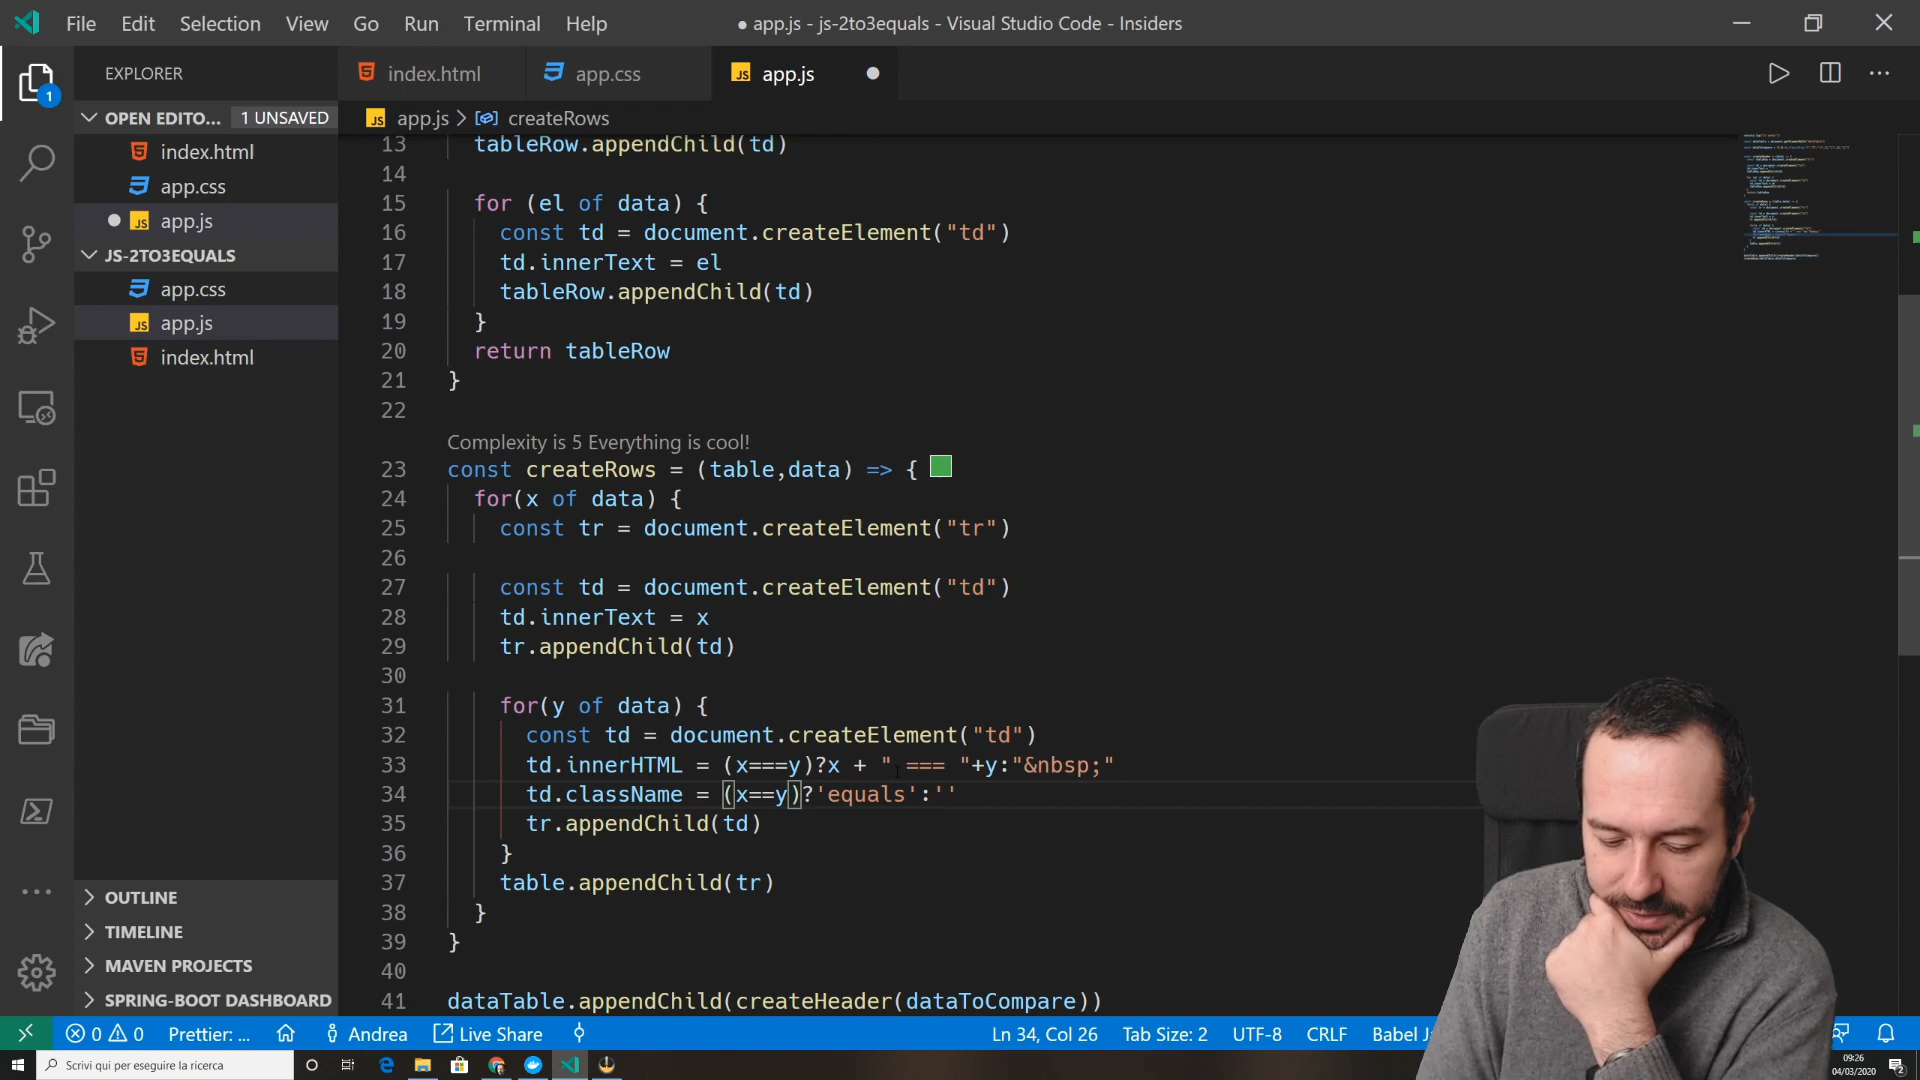 File Edit Selection View Go Run Terminal Help
● app.js - js-2to3equals - Visual Studio Code - Insiders
EXPLORER
index.html
app.css
JS app.js
OPEN EDITO... 1 UNSAVED
index.html
app.css
JS app.js
JS-2TO3EQUALS
app.css
JS app.js
index.html
1
OUTLINE
TIMELINE
MAVEN PROJECTS
SPRING-BOOT DASHBOARD
JS app.js > createRows
13 tableRow.appendChild(td)
14
15 for (el of data) {
16 const td = document.createElement("td")
17 td.innerText = el
18 tableRow.appendChild(td)
19 }
20 return tableRow
21 }
22
Complexity is 5 Everything is cool!
23 const createRows = (table,data) => {
24 for(x of data) {
25 const tr = document.createElement("tr")
26
27 const td = document.createElement("td")
28 td.innerText = x
29 tr.appendChild(td)
30
31 for(y of data) {
32 const td = document.createElement("td")
33 td.innerHTML = (x===y)?x + " === "+y:"&nbsp;"
34 td.className = (x==y)?'equals':''
35 tr.appendChild(td)
36 }
37 table.appendChild(tr)
38 }
39 }
40
41 dataTable.appendChild(createHeader(dataToCompare))
0 0 Prettier: ... Andrea Live Share
Ln 34, Col 26 Tab Size: 2 UTF-8 CRLF Babel
Scrivi qui per eseguire la ricerca
09:26
04/03/2020
2